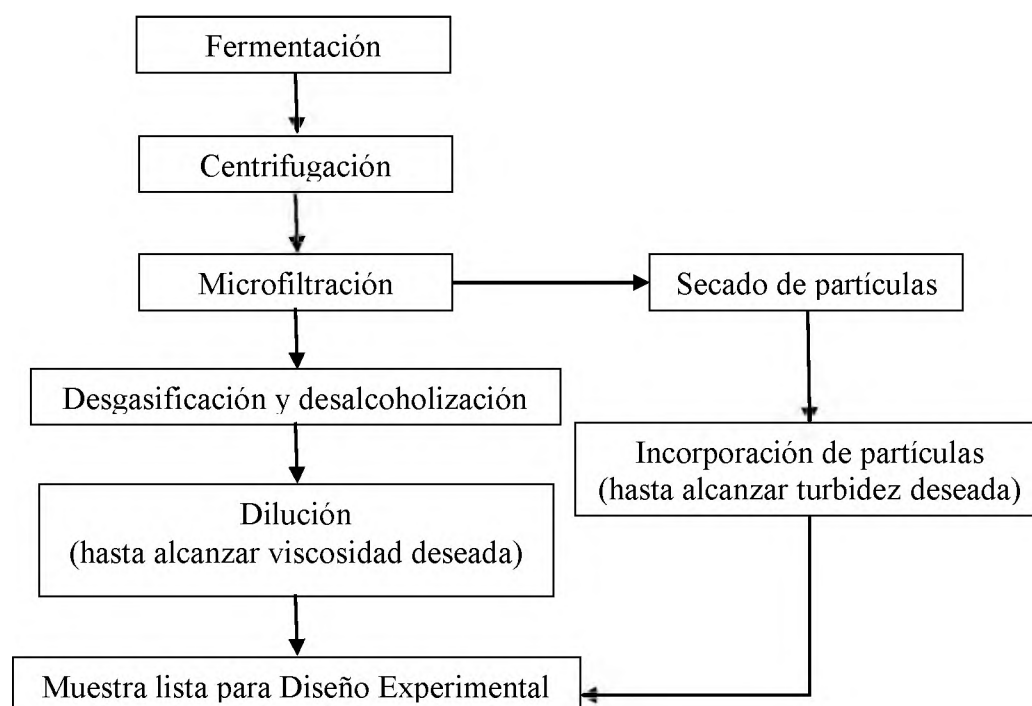 Fermentación
Centrifugación
Microfiltración
Secado de partículas
Desgasificación y desalcoholización
Incorporación de partículas
(hasta alcanzar turbidez deseada)
Dilución
(hasta alcanzar viscosidad deseada)
Muestra lista para Diseño Experimental